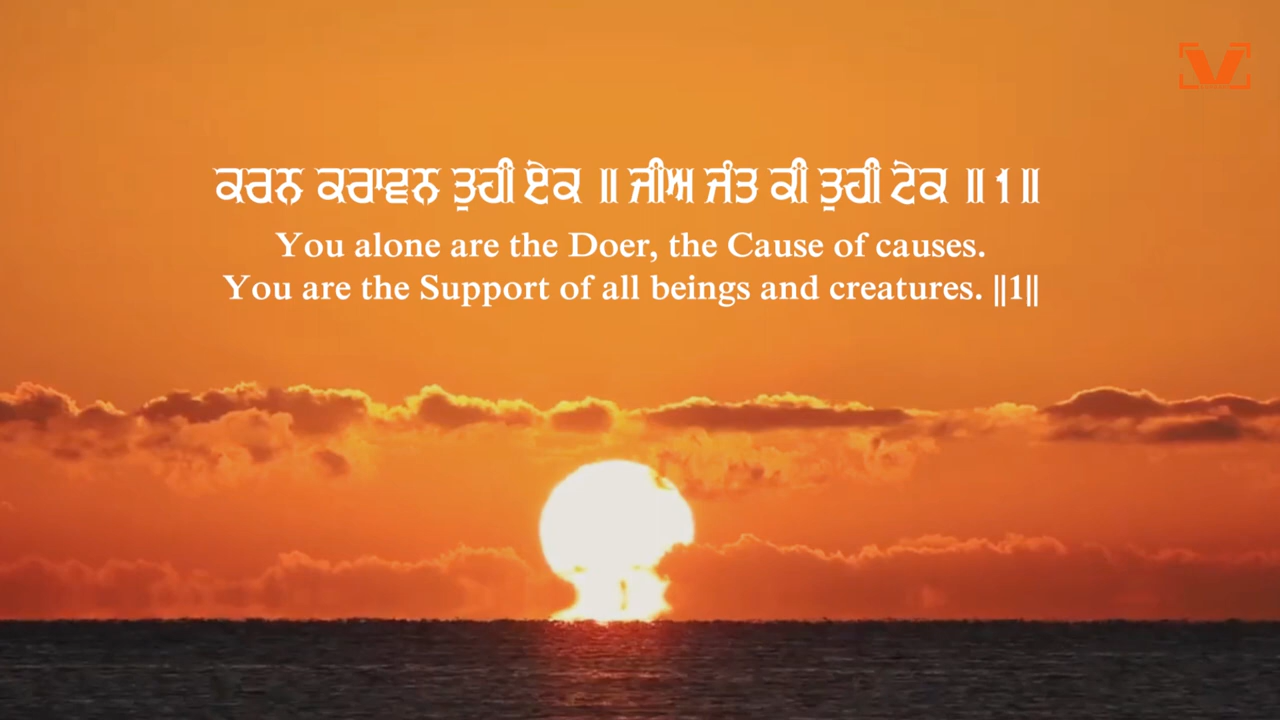 ਕਰਨ ਕਰਾਵਨ ਤੁਹੀ ਏਕ ॥ ਜੀਅ ਜੰਤ ਕੀ ਤੁਹੀ ਟੇਕ ॥੧॥
You alone are the Doer, the Cause of causes.
You are the Support of all beings and creatures. ||1||